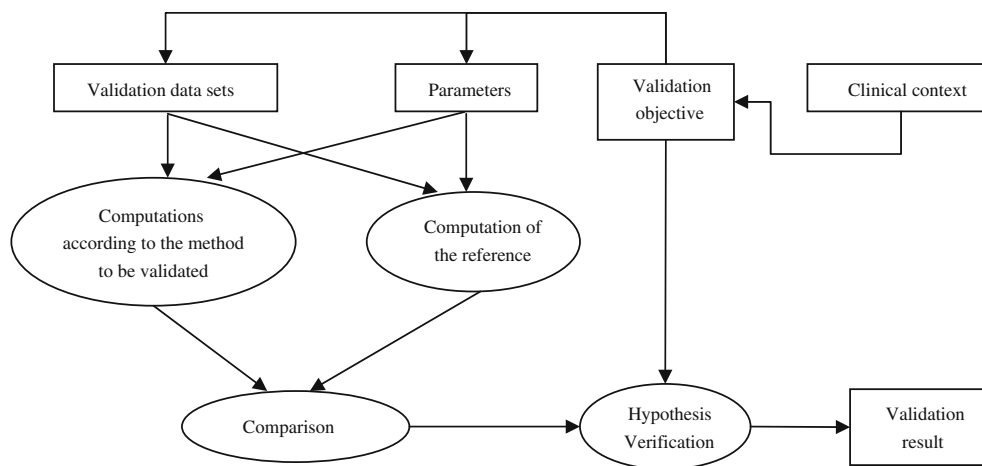 Validation data sets
Parameters
Validation
objective
Clinical context
Computations
according to the method
to be validated
Computation of
the reference
Comparison
Hypothesis
Verification
Validation
result